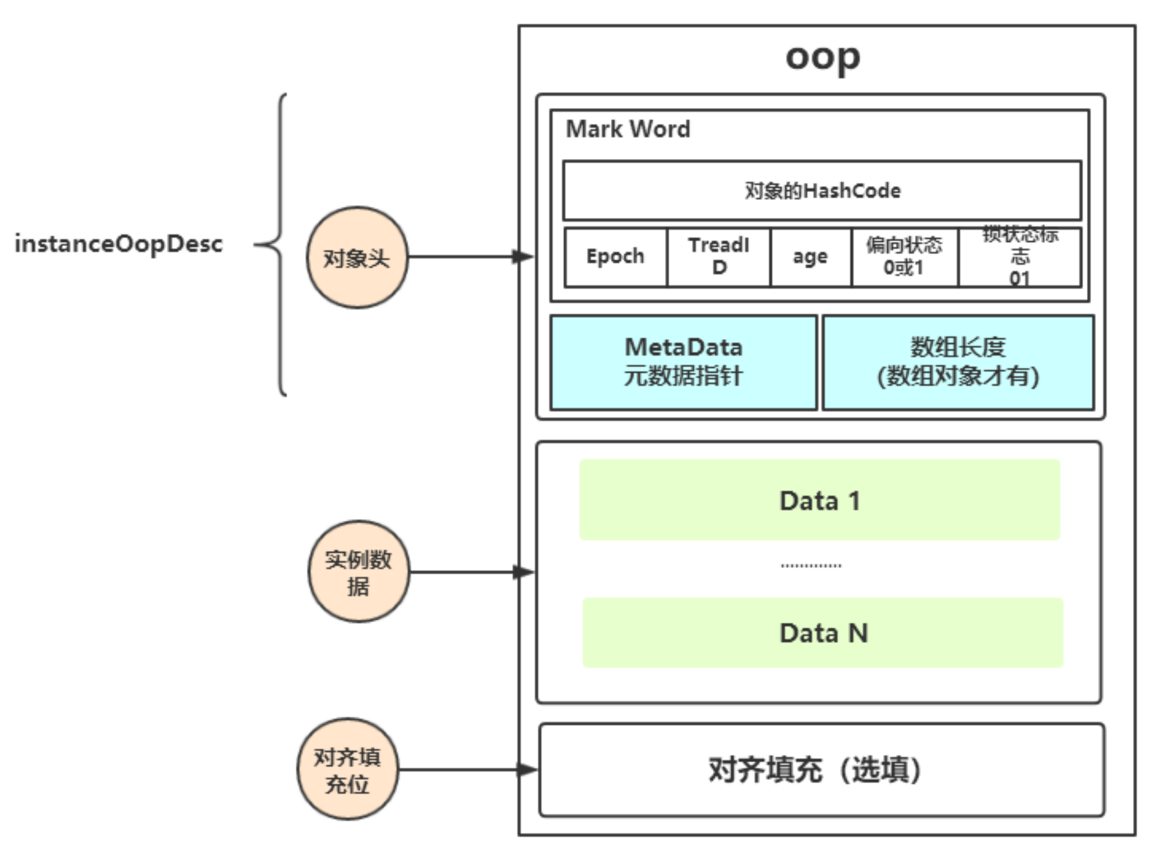 oop
Mark Word
对象的HashCode
instanceOopDesc
对象头
Epoch
TreadI
D
age
偏向状态
0或1
锁状态标
志
01
MetaData
元数据指针
数组长度
(数组对象才有)
Data 1
.............
实例数
据
Data N
对齐填
充位
对齐填充（选填）